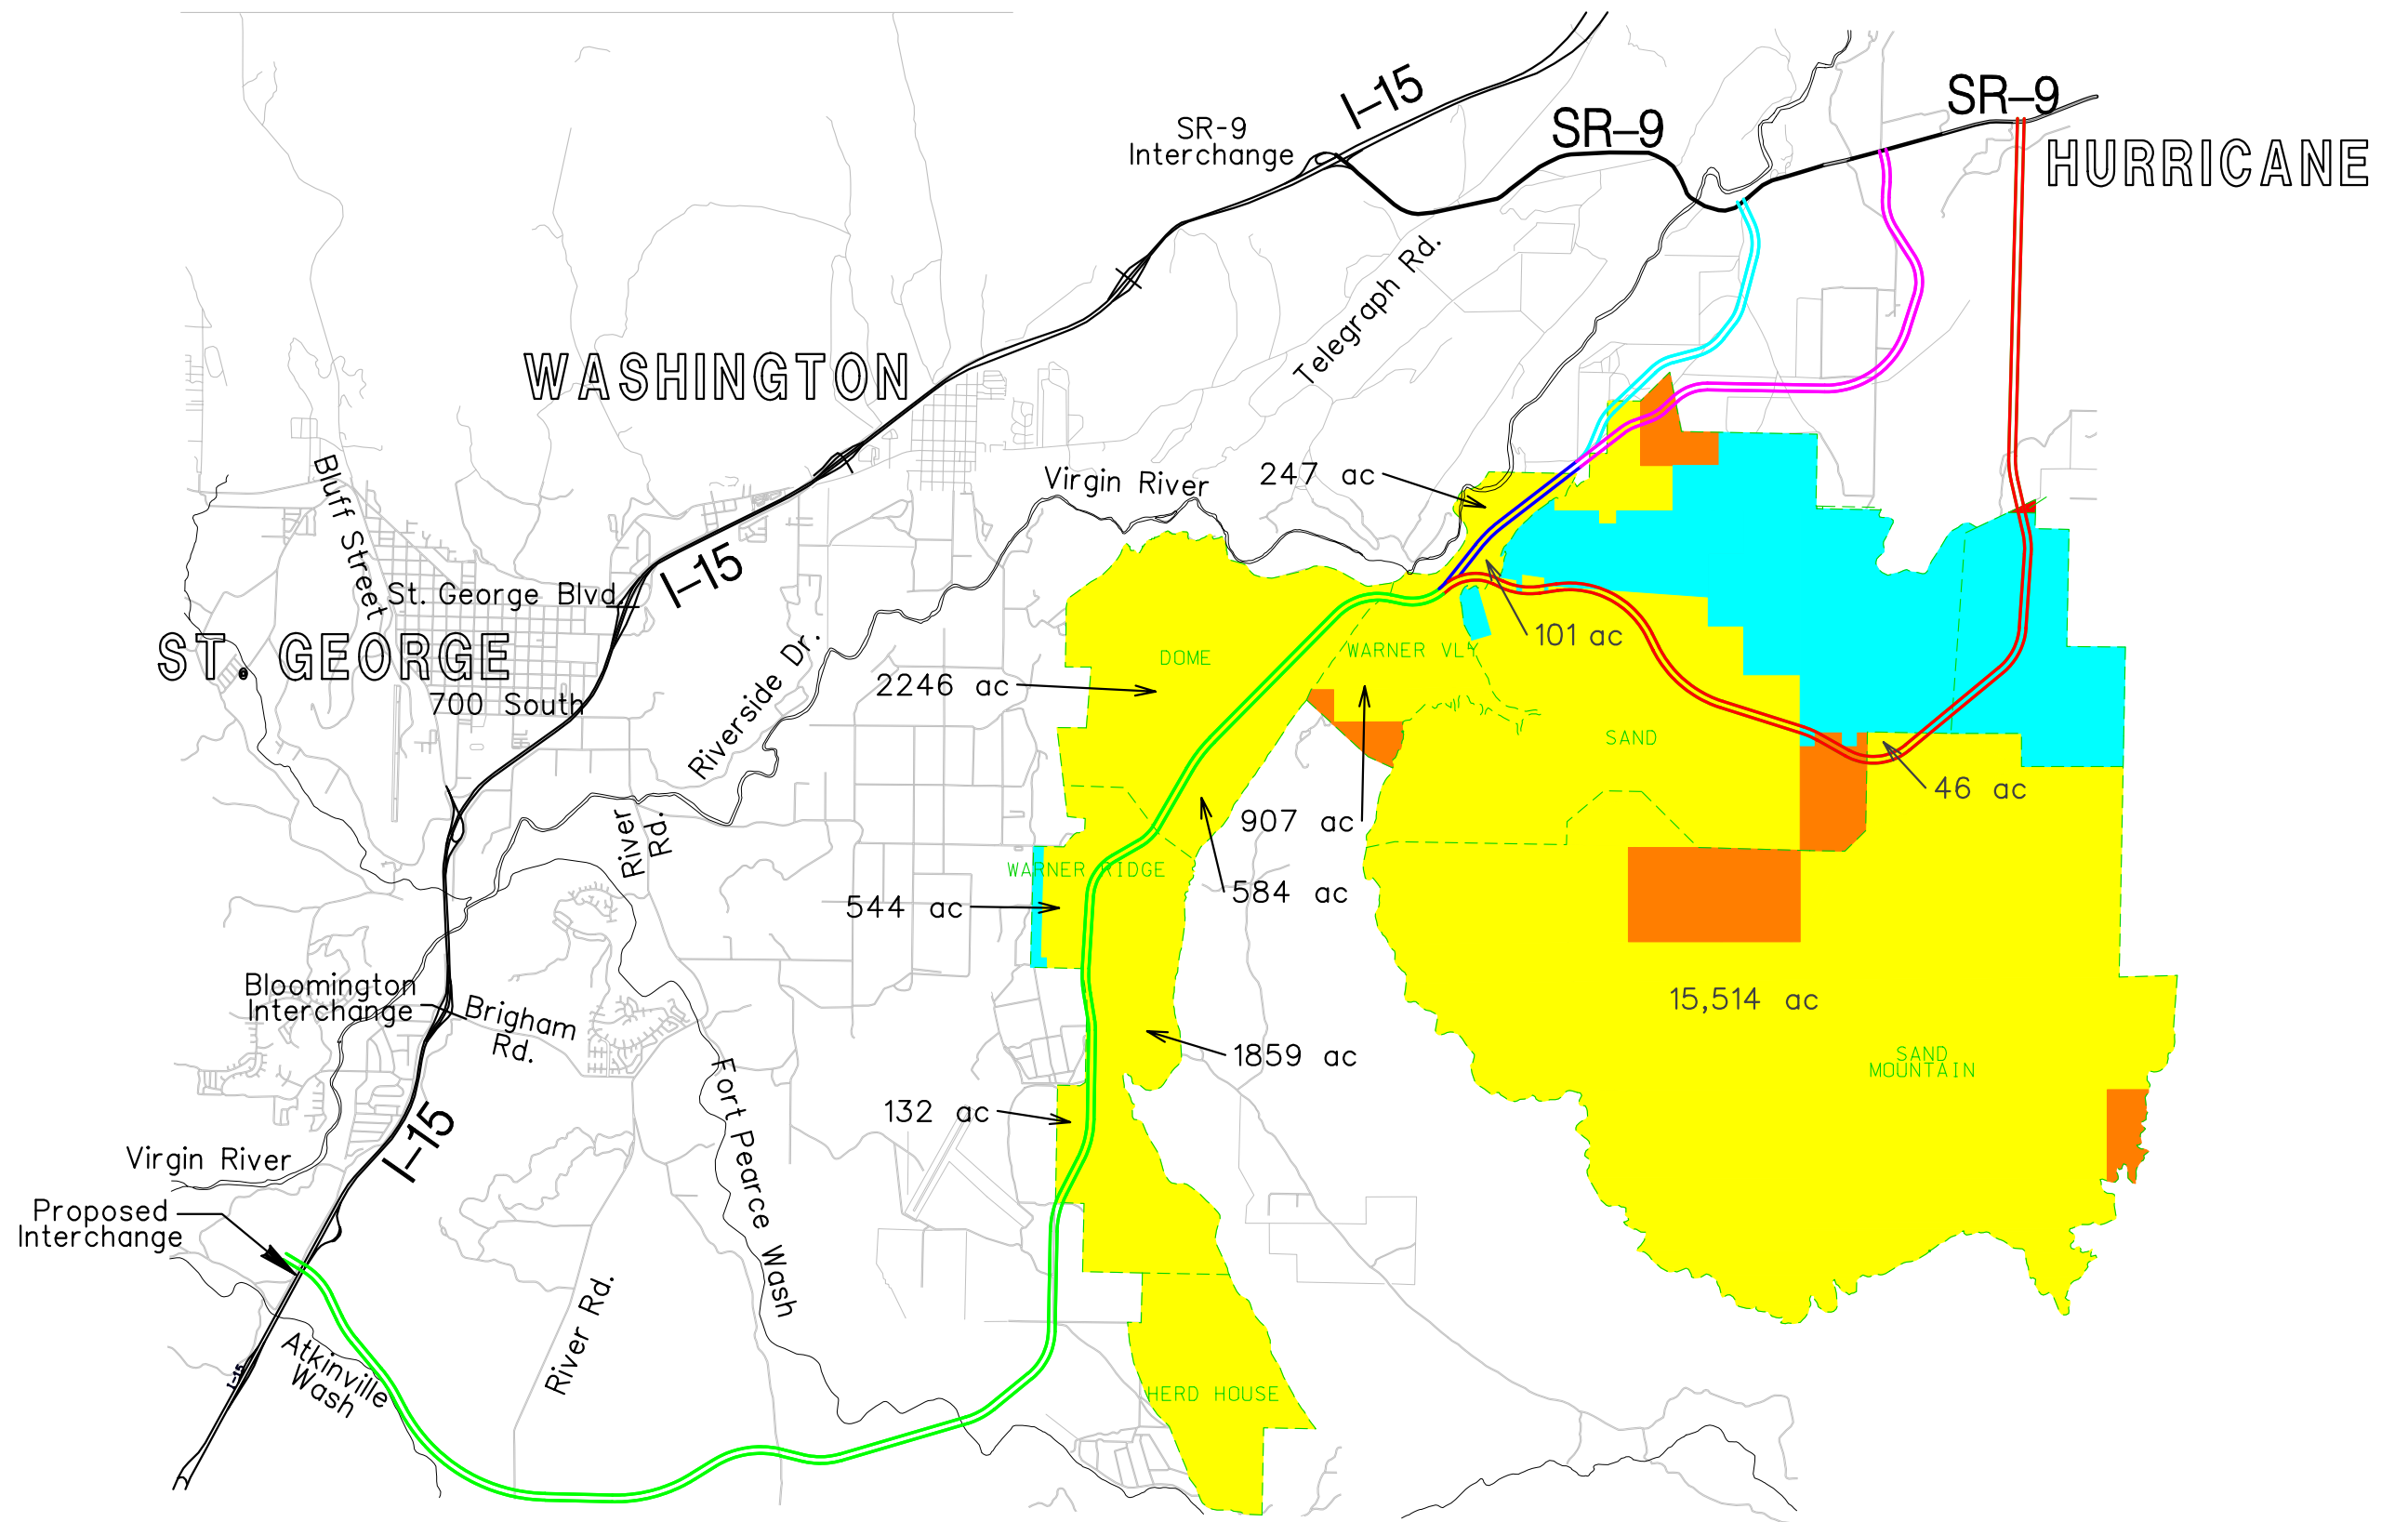 I-15
SR-9
SR-9
SR-9
Interchange
HURRICANE
Telegraph Rd.
WASHINGTON
Bluff Street
Virgin River
247 ac
I-15
St. George Blvd
ST. GEORGE
101 ac
DOME
WARNER VLY
2246 ac
700 South
Riverside Dr.
SAND
46 ac
River
Rd.
907 ac
WARNER RIDGE
584 ac
544 ac
Bloomington
Interchange
Brigham
Rd.
15,514 ac
1859 ac
SAND
MOUNTAIN
132 ac
Fort Pearce Wash
I-15
Virgin River
Proposed
Interchange
River Rd.
Atkinville
Wash
I-15
HERD HOUSE